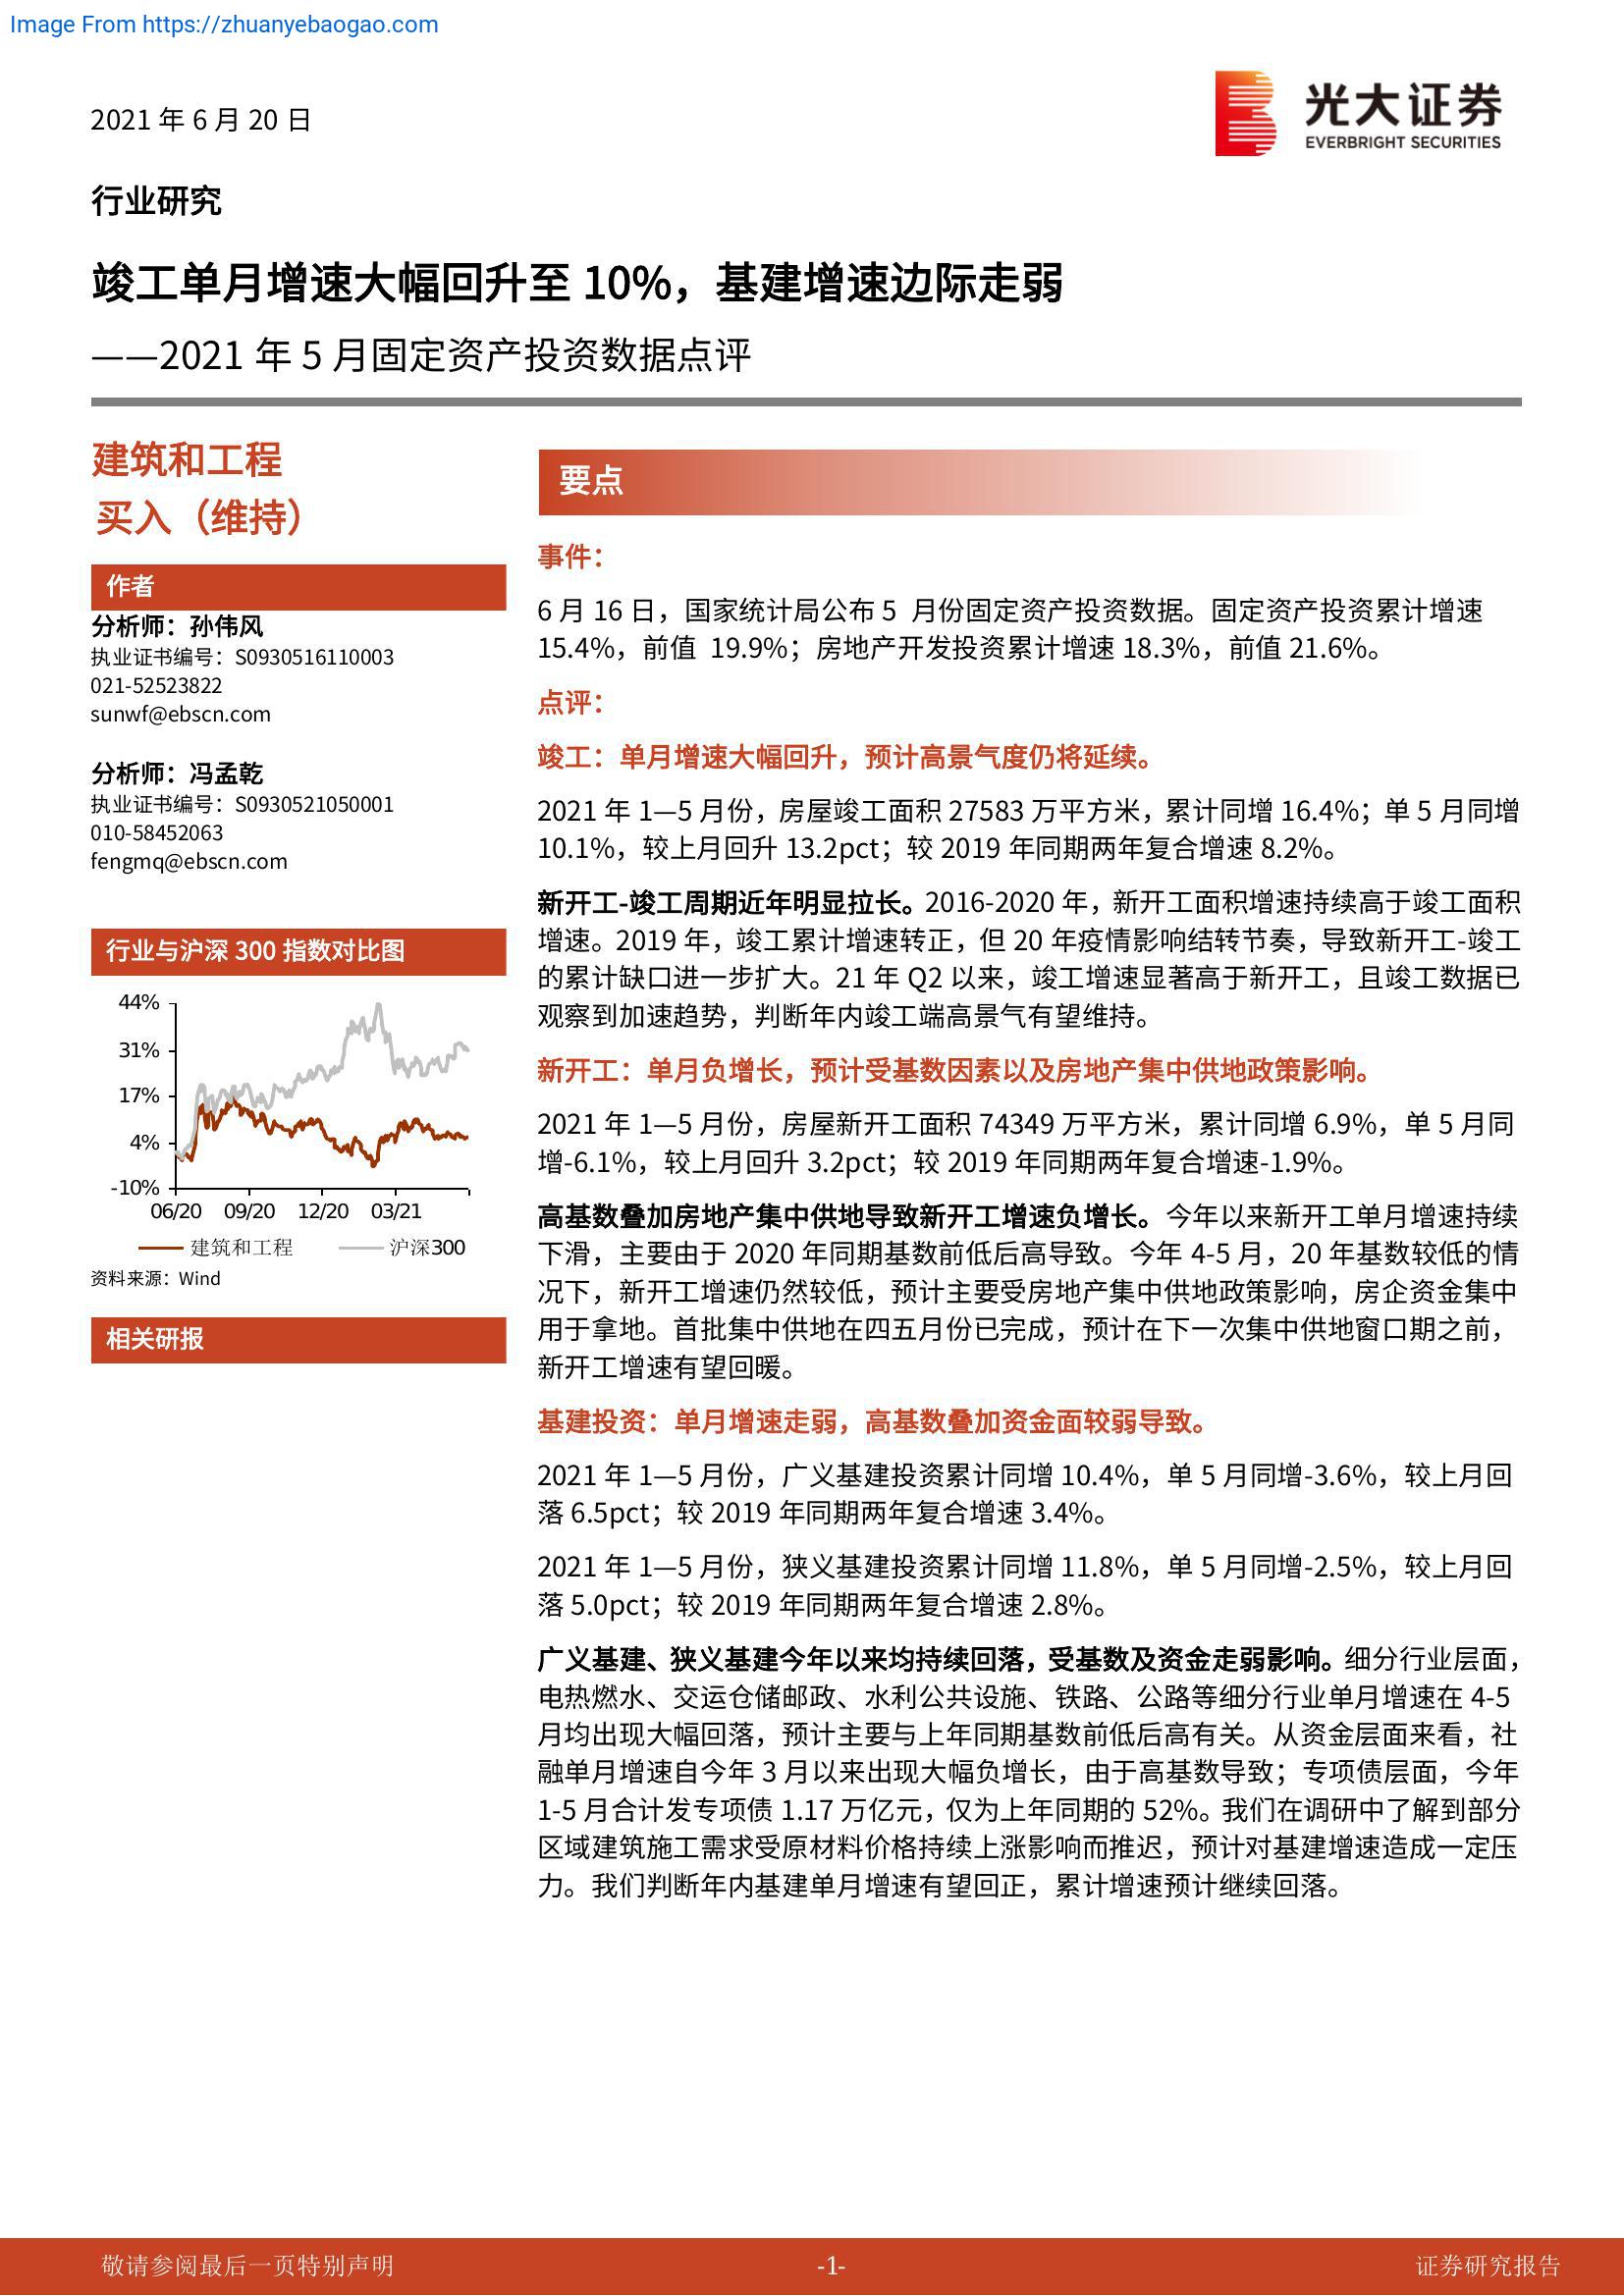 Image From https://zhuanyebaogao.com
2021 年 6 月 20 日
光大证券
EVERBRIGHT SECURITIES
行业研究
竣工单月增速大幅回升至 10%，基建增速边际走弱
——2021 年 5 月固定资产投资数据点评
建筑和工程
买入（维持）
作者
分析师：孙伟风
执业证书编号：S0930516110003
021-52523822
sunwf@ebscn.com
分析师：冯孟乾
执业证书编号：S0930521050001
010-58452063
fengmq@ebscn.com
行业与沪深 300 指数对比图
44%
31%
17%
4%
-10%
06/20 09/20 12/20 03/21
建筑和工程 沪深300
资料来源：Wind
相关研报
要点
事件：
6 月 16 日，国家统计局公布 5 月份固定资产投资数据。固定资产投资累计增速
15.4%，前值 19.9%；房地产开发投资累计增速 18.3%，前值 21.6%。
点评：
竣工：单月增速大幅回升，预计高景气度仍将延续。
2021 年 1—5 月份，房屋竣工面积 27583 万平方米，累计同增 16.4%；单 5 月同增
10.1%，较上月回升 13.2pct；较 2019 年同期两年复合增速 8.2%。
新开工-竣工周期近年明显拉长。2016-2020 年，新开工面积增速持续高于竣工面积
增速。2019 年，竣工累计增速转正，但 20 年疫情影响结转节奏，导致新开工-竣工
的累计缺口进一步扩大。21 年 Q2 以来，竣工增速显著高于新开工，且竣工数据已
观察到加速趋势，判断年内竣工端高景气有望维持。
新开工：单月负增长，预计受基数因素以及房地产集中供地政策影响。
2021 年 1—5 月份，房屋新开工面积 74349 万平方米，累计同增 6.9%，单 5 月同
增-6.1%，较上月回升 3.2pct；较 2019 年同期两年复合增速-1.9%。
高基数叠加房地产集中供地导致新开工增速负增长。今年以来新开工单月增速持续
下滑，主要由于 2020 年同期基数前低后高导致。今年 4-5 月，20 年基数较低的情
况下，新开工增速仍然较低，预计主要受房地产集中供地政策影响，房企资金集中
用于拿地。首批集中供地在四五月份已完成，预计在下一次集中供地窗口期之前，
新开工增速有望回暖。
基建投资：单月增速走弱，高基数叠加资金面较弱导致。
2021 年 1—5 月份，广义基建投资累计同增 10.4%，单 5 月同增-3.6%，较上月回
落 6.5pct；较 2019 年同期两年复合增速 3.4%。
2021 年 1—5 月份，狭义基建投资累计同增 11.8%，单 5 月同增-2.5%，较上月回
落 5.0pct；较 2019 年同期两年复合增速 2.8%。
广义基建、狭义基建今年以来均持续回落，受基数及资金走弱影响。细分行业层面，
电热燃水、交运仓储邮政、水利公共设施、铁路、公路等细分行业单月增速在 4-5
月均出现大幅回落，预计主要与上年同期基数前低后高有关。从资金层面来看，社
融单月增速自今年 3 月以来出现大幅负增长，由于高基数导致；专项债层面，今年
1-5 月合计发专项债 1.17 万亿元，仅为上年同期的 52%。我们在调研中了解到部分
区域建筑施工需求受原材料价格持续上涨影响而推迟，预计对基建增速造成一定压
力。我们判断年内基建单月增速有望回正，累计增速预计继续回落。
敬请参阅最后一页特别声明
-1-
证券研究报告